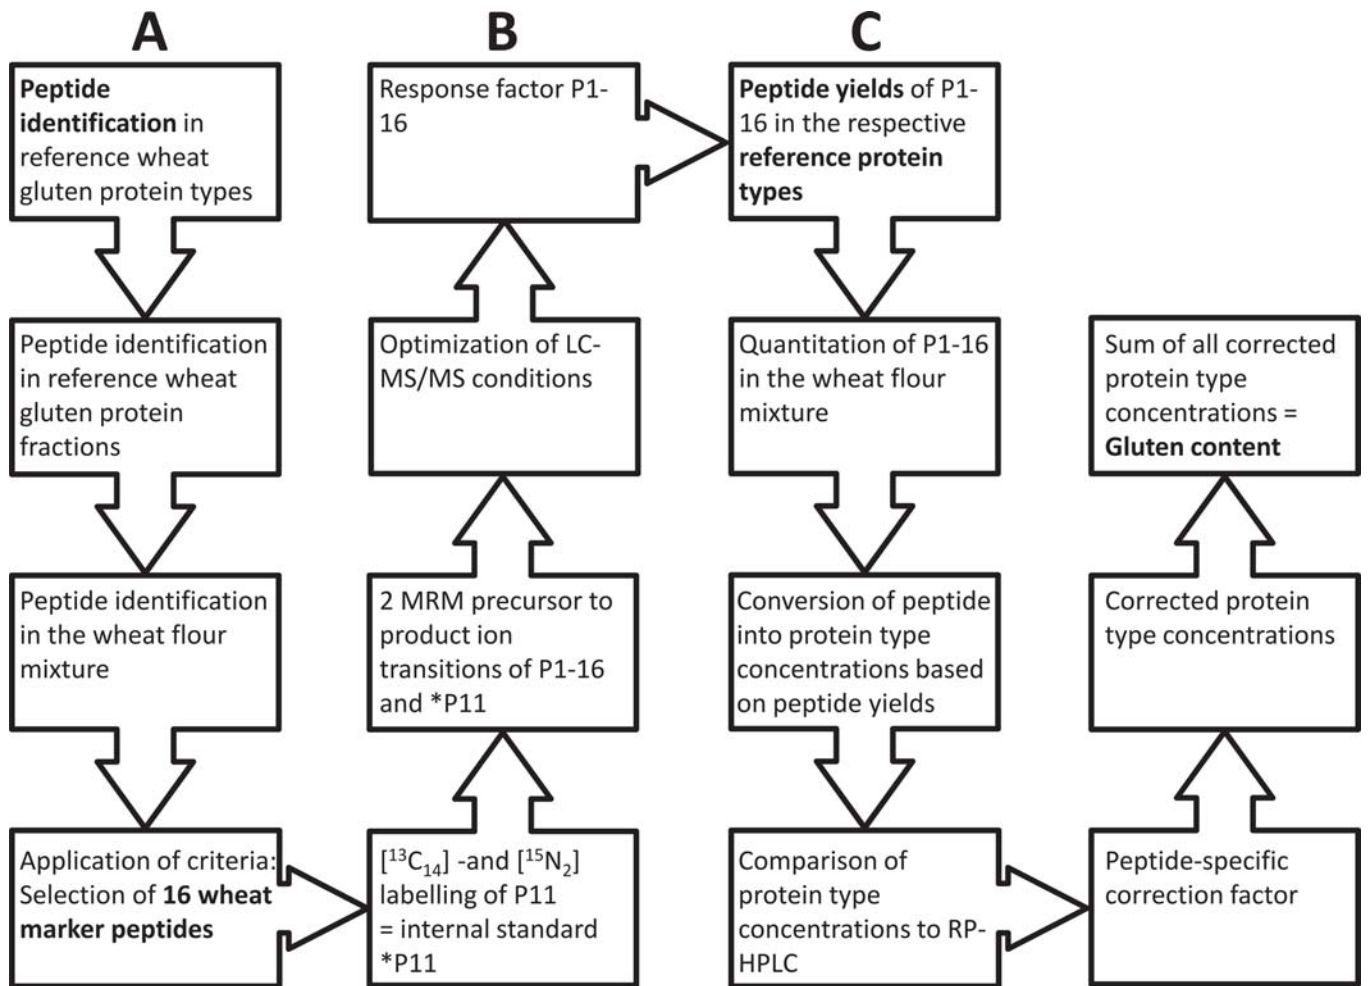 A
Peptide
identification in
reference wheat
gluten protein types
Peptide identification
in reference wheat
gluten protein
fractions
Peptide identification
in the wheat flour
mixture
Application of criteria:
Selection of 16 wheat
marker peptides
B
Response factor P1-
16
Optimization of LC-
MS/MS conditions
2 MRM precursor to
product ion
transitions of P1-16
and *P11
[¹³C₁₄] -and [¹⁵N₂]
labelling of P11
= internal standard
*P11
C
Peptide yields of P1-
16 in the respective
reference protein
types
Quantitation of P1-16
in the wheat flour
mixture
Conversion of peptide
into protein type
concentrations based
on peptide yields
Comparison of
protein type
concentrations to RP-
HPLC
Sum of all corrected
protein type
concentrations =
Gluten content
Corrected protein
type concentrations
Peptide-specific
correction factor